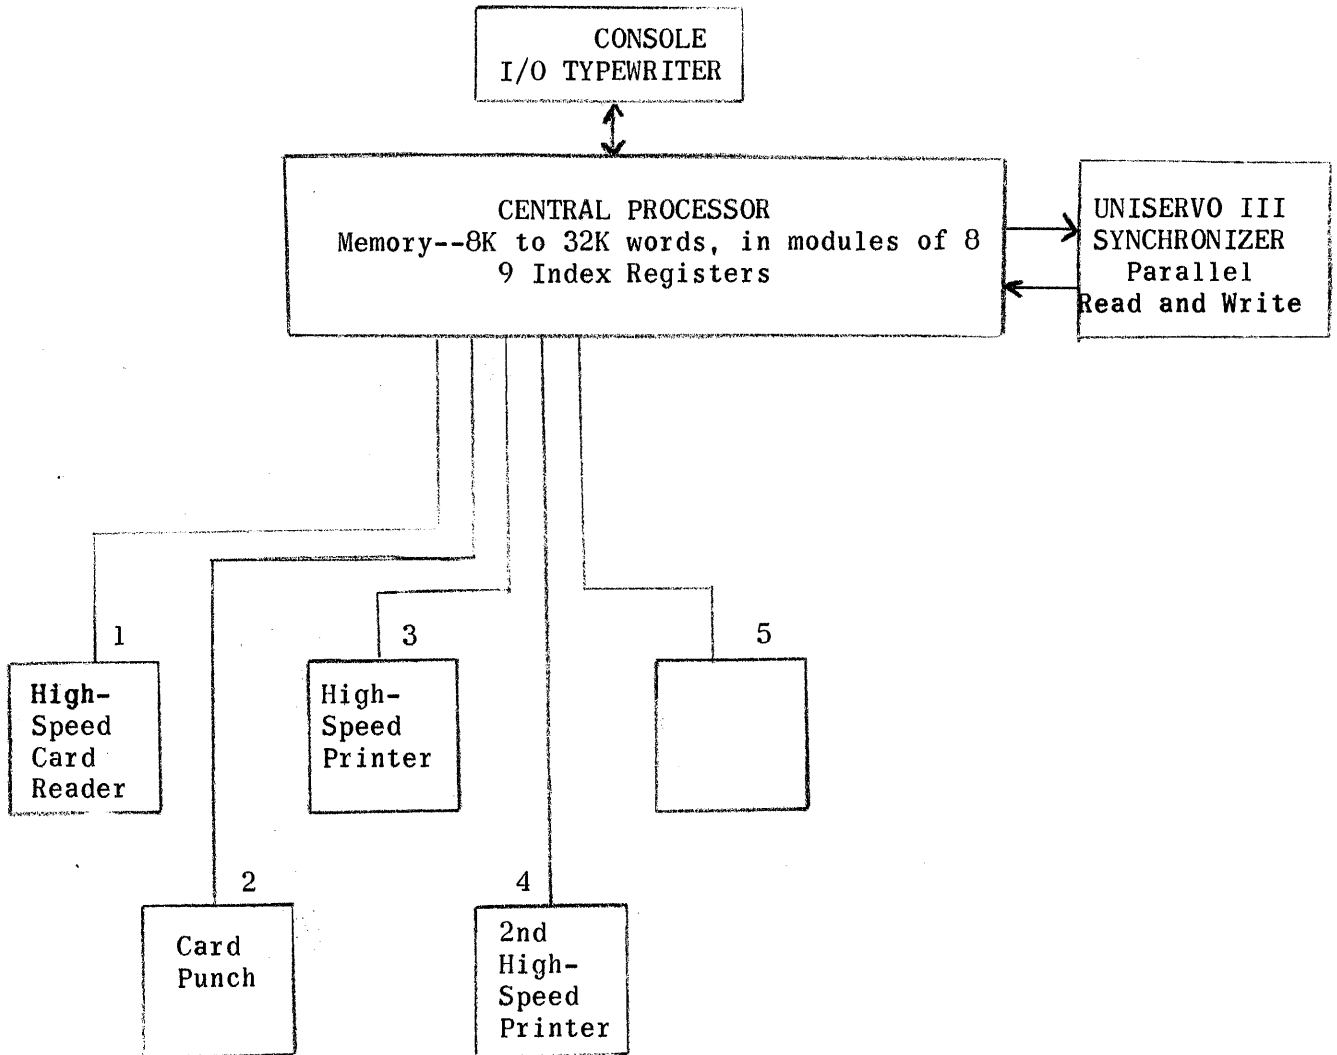 CONSOLE
I/O TYPEWRITER
CENTRAL PROCESSOR
Memory--8K to 32K words, in modules of 8
9 Index Registers
UNISERVO III
SYNCHRONIZER
Parallel
Read and Write
1
High-
Speed
Card
Reader
3
High-
Speed
Printer
5
2
Card
Punch
4
2nd
High-
Speed
Printer